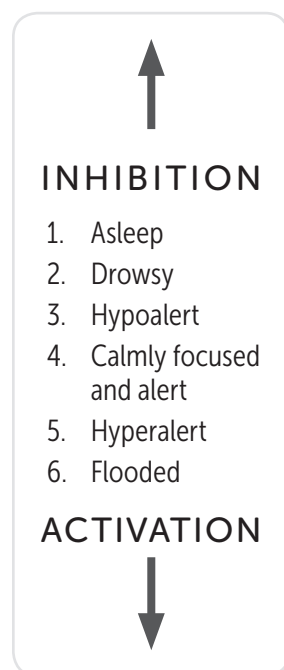 INHIBITION
1. Asleep
2. Drowsy
3. Hypoalert
4. Calmly focused
and alert
5. Hyperalert
6. Flooded
ACTIVATION